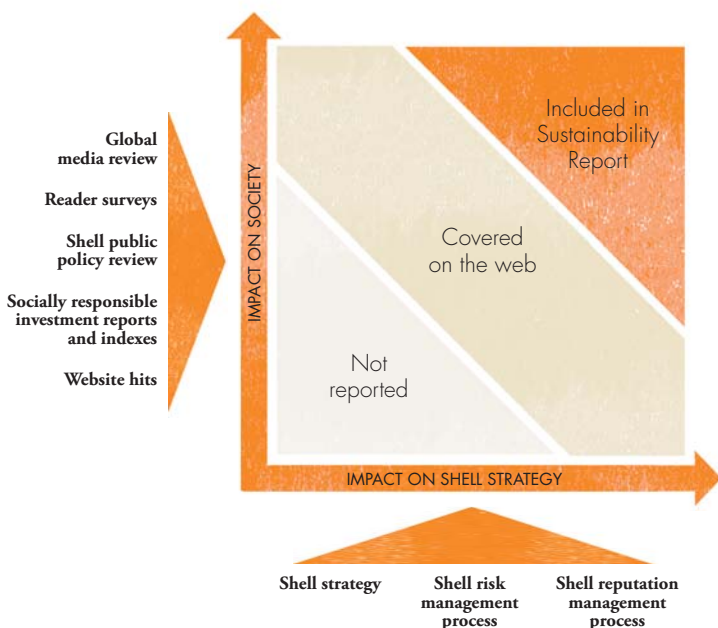 Global
media review
Reader surveys
Shell public
policy review
Socially responsible
investment reports
and indexes
Website hits
IMPACT ON SOCIETY
Included in
Sustainability
Report
Covered
on the web
Not
reported
IMPACT ON SHELL STRATEGY
Shell strategy
Shell risk
management
process
Shell reputation
management
process